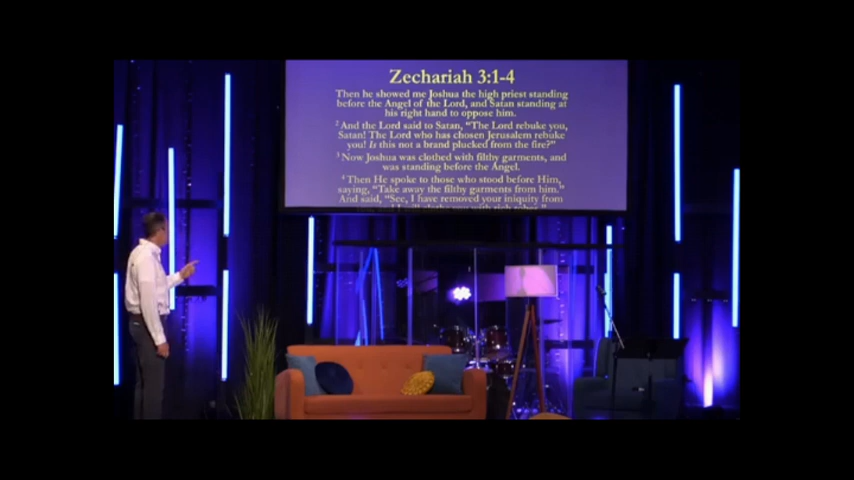 Zechariah 3:1-4
Then he showed me Joshua the high priest standing
before the Angel of the Lord, and Satan standing at
his right hand to oppose him.
2 And the Lord said to Satan, “The Lord rebuke you,
Satan! The Lord who has chosen Jerusalem rebuke
you! Is this not a brand plucked from the fire?”
3 Now Joshua was clothed with filthy garments, and
was standing before the Angel.
4 Then He spoke to those who stood before Him,
saying, “Take away the filthy garments from him.”
And said, “See, I have removed your iniquity from
you with rich robes.”